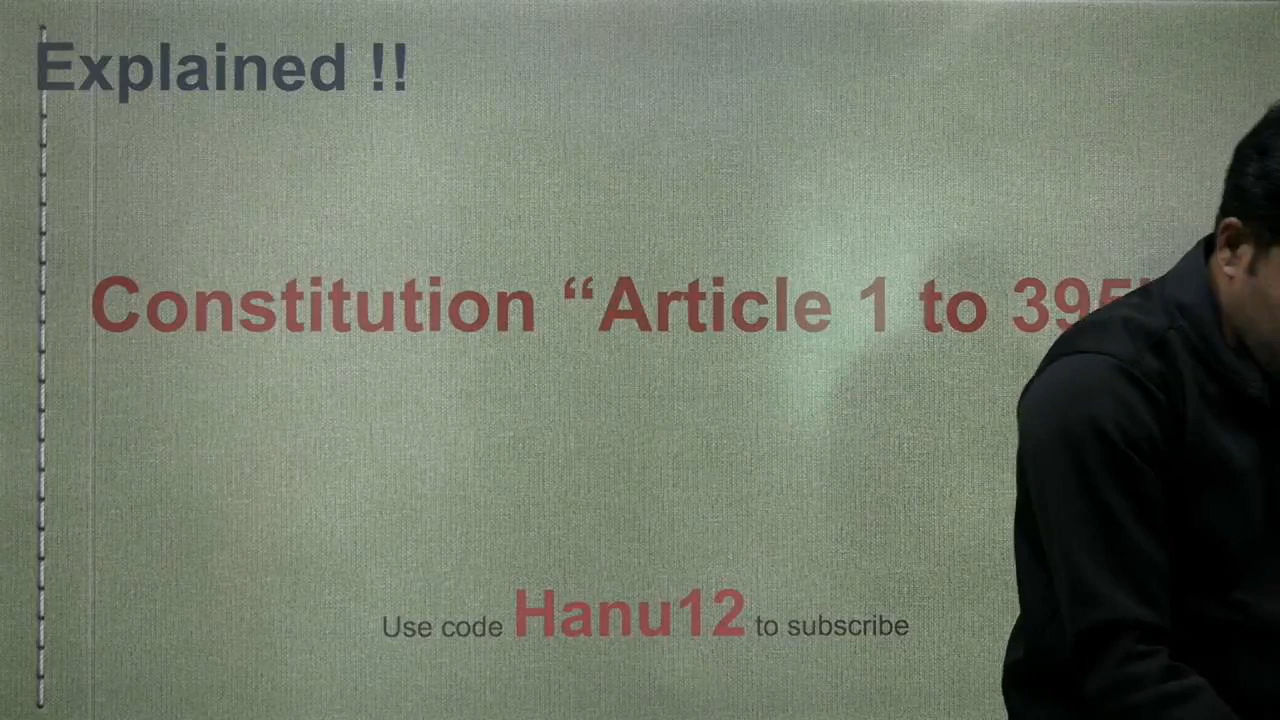 Explained !!
Constitution “Article 1 to 395”
Use code Hanu12 to subscribe